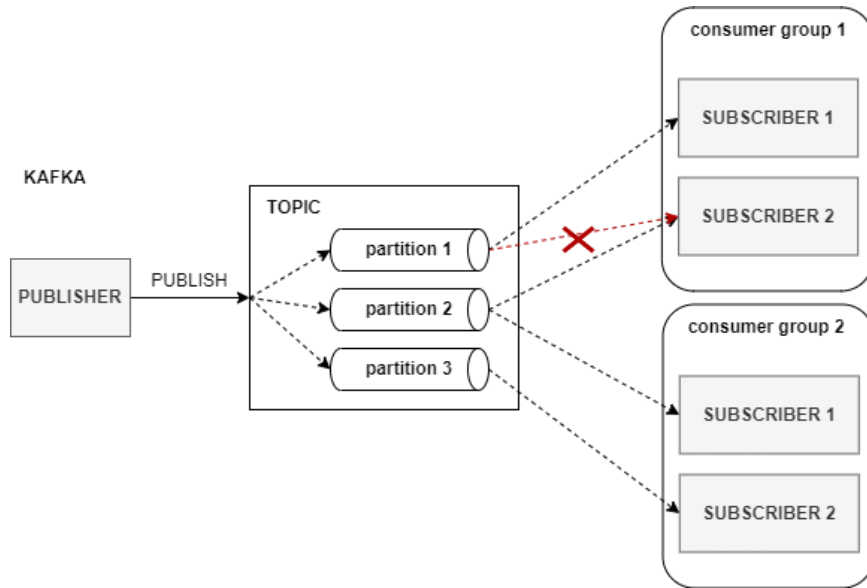 consumer group 1
SUBSCRIBER 1
SUBSCRIBER 2
KAFKA
PUBLISHER
PUBLISH
TOPIC
partition 1
partition 2
partition 3
consumer group 2
SUBSCRIBER 1
SUBSCRIBER 2